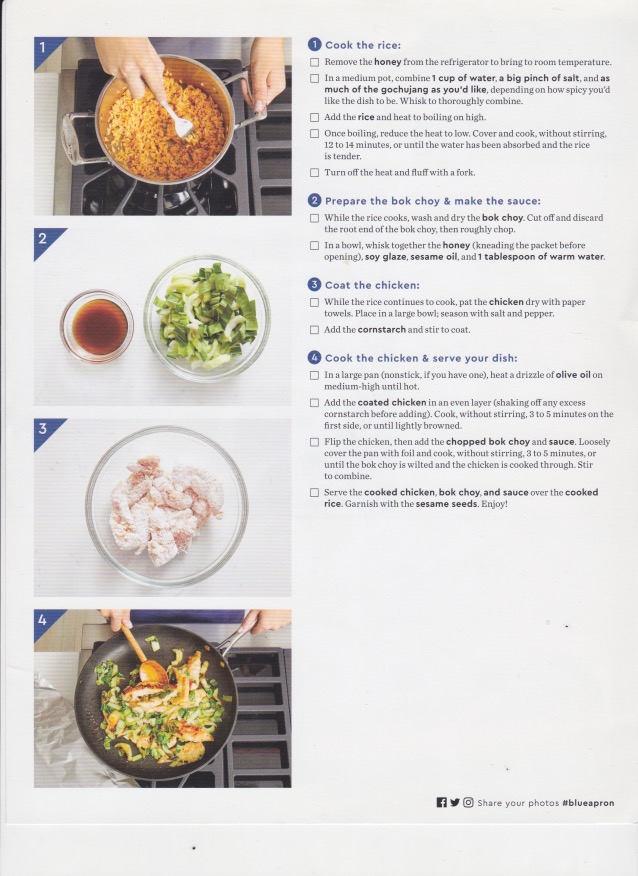 1
1 Cook the rice:
Remove the honey from the refrigerator to bring to room temperature.
In a medium pot, combine 1 cup of water, a big pinch of salt, and as
much of the gochujang as you'd like, depending on how spicy you'd
like the dish to be. Whisk to thoroughly combine.
Add the rice and heat to boiling on high.
Once boiling, reduce the heat to low. Cover and cook, without stirring,
12 to 14 minutes, or until the water has been absorbed and the rice
is tender.
Turn off the heat and fluff with a fork.
2
2 Prepare the bok choy & make the sauce:
While the rice cooks, wash and dry the bok choy. Cut off and discard
the root end of the bok choy, then roughly chop.
In a bowl, whisk together the honey (kneading the packet before
opening), soy glaze, sesame oil, and 1 tablespoon of warm water.
3
3 Coat the chicken:
While the rice continues to cook, pat the chicken dry with paper
towels. Place in a large bowl; season with salt and pepper.
Add the cornstarch and stir to coat.
4
4 Cook the chicken & serve your dish:
In a large pan (nonstick, if you have one), heat a drizzle of olive oil on
medium-high until hot.
Add the coated chicken in an even layer (shaking off any excess
cornstarch before adding). Cook, without stirring, 3 to 5 minutes on the
first side, or until lightly browned.
Flip the chicken, then add the chopped bok choy and sauce. Loosely
cover the pan with foil and cook, without stirring, 3 to 5 minutes, or
until the bok choy is wilted and the chicken is cooked through. Stir
to combine.
Serve the cooked chicken, bok choy, and sauce over the cooked
rice. Garnish with the sesame seeds. Enjoy!
Share your photos #blueapron